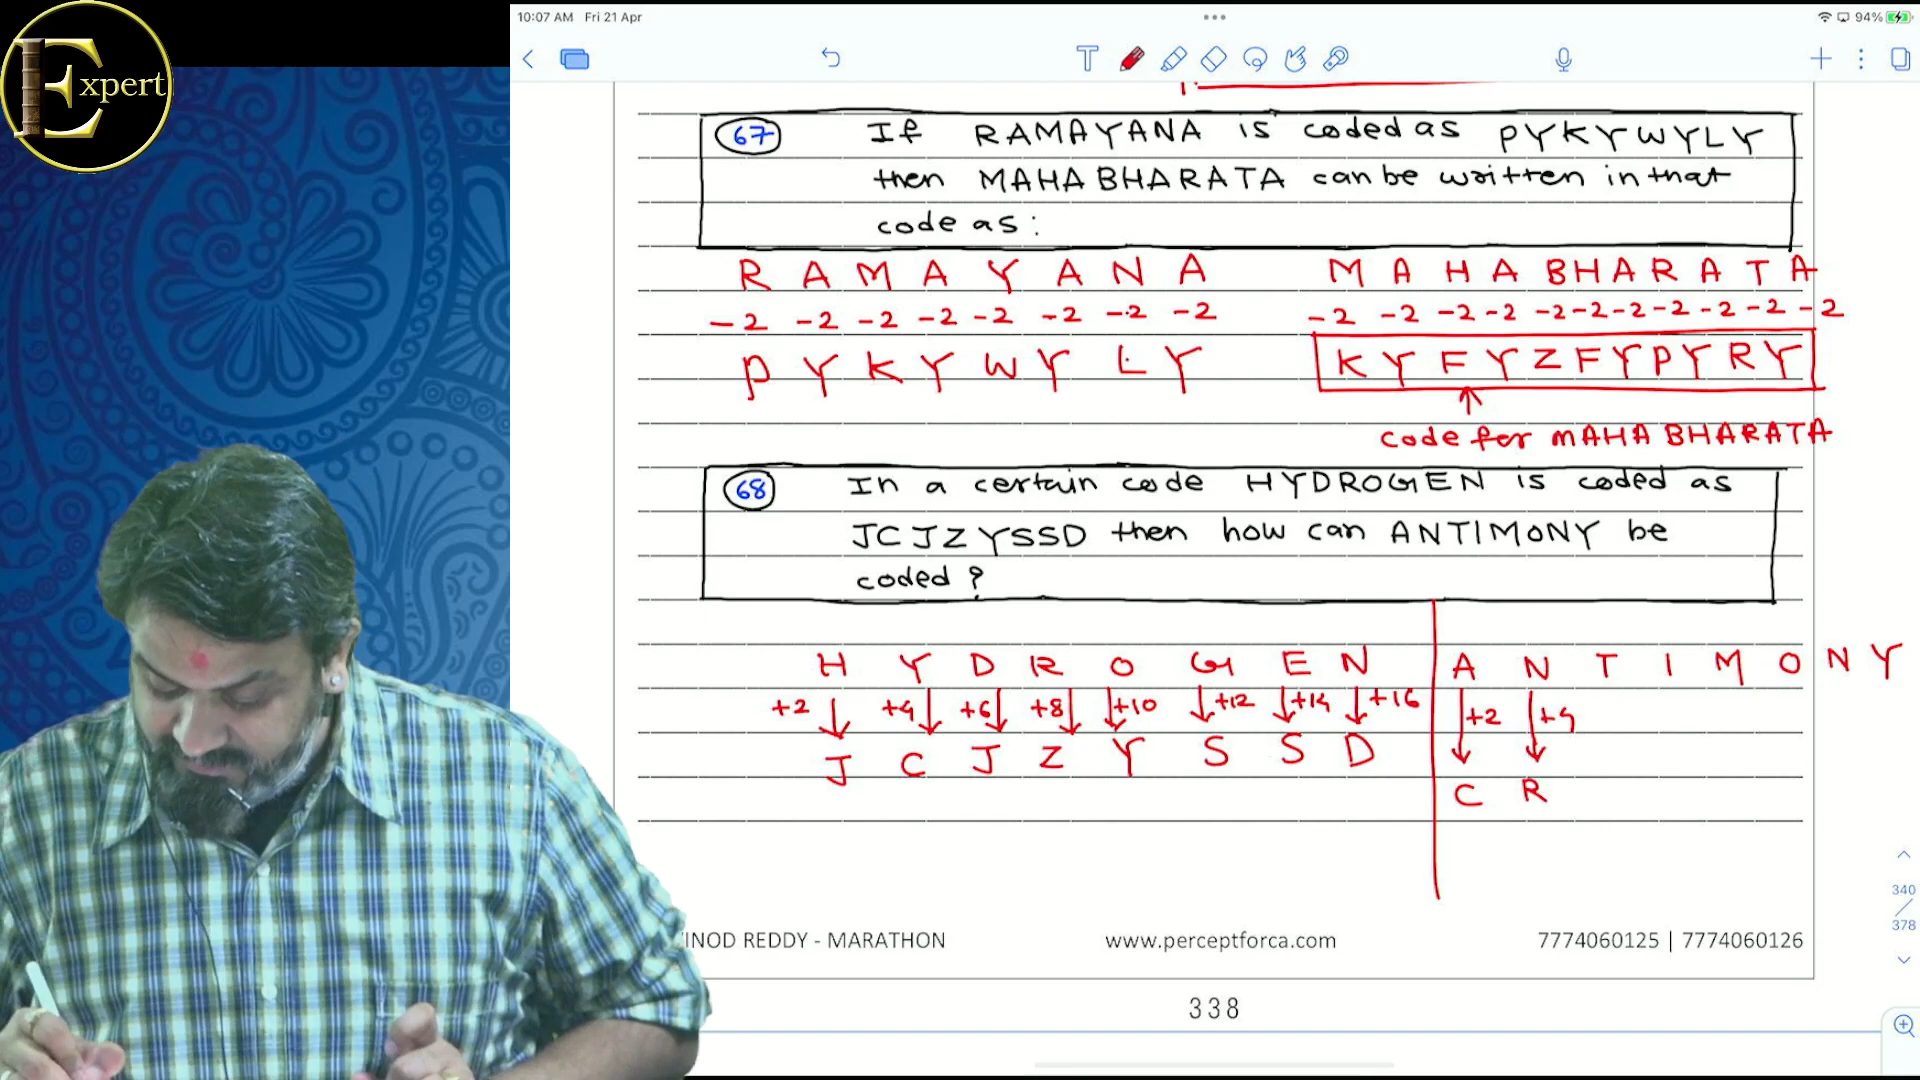 10:07 AM Fri 21 Apr
94%
Expert
T
67 If RAMAYANA is coded as PYKYWYLY
then MAHABHARATA can be written in that
code as:
R A M A Y A N A
-2 -2 -2 -2 -2 -2 -2 -2
P Y K Y W Y L Y
M A H A B H A R A T A
-2 -2 -2 -2 -2 -2 -2 -2 -2 -2 -2
K Y F Y Z F Y P Y R Y
code for MAHABHARATA
68 In a certain code HYDROGEN is coded as
JCJZYSSD then how can ANTIMONY be
coded?
H Y D R O G E N
+2 +4 +6 +8 +10 +12 +14 +16
J C J Z Y S S D
A N T I M O N Y
+2 +4
C R
INOD REDDY - MARATHON www.perceptforca.com 7774060125 | 7774060126
338
340
378